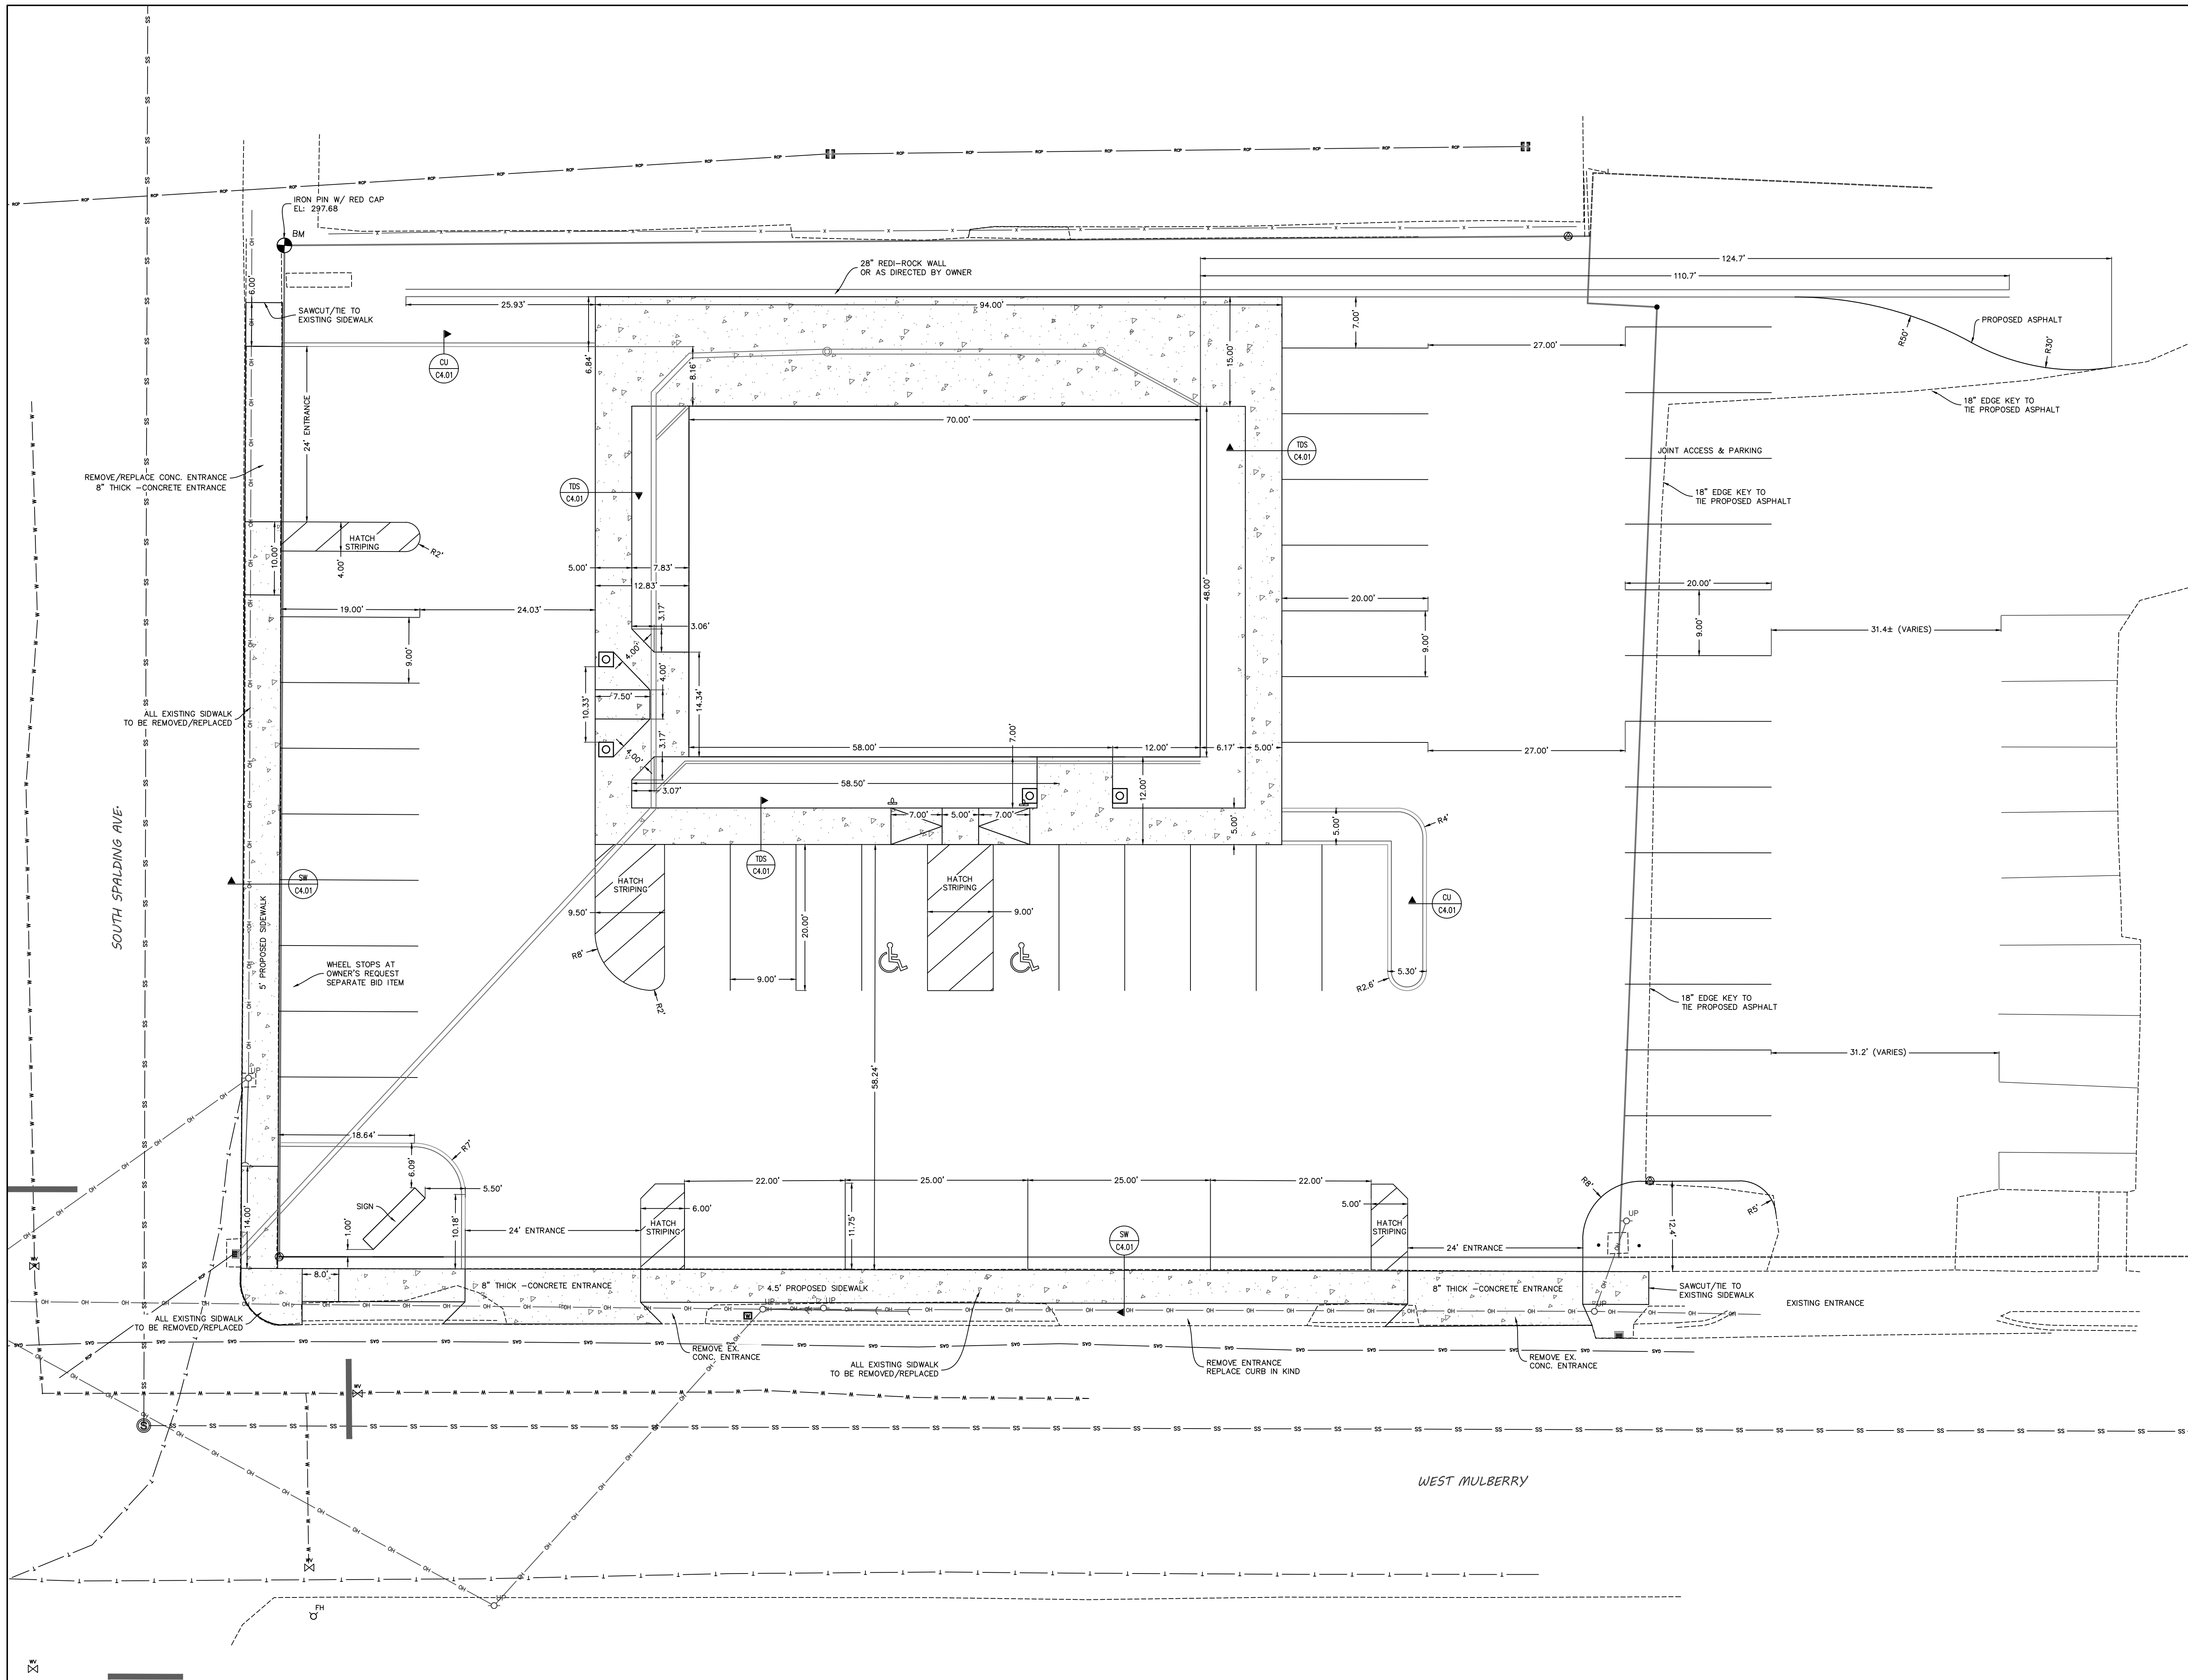 IRON PIN W/ RED CAP
EL: 297.68
BM
28" REDI-ROCK WALL
OR AS DIRECTED BY OWNER
124.7'
110.7'
6.00'
25.93'
94.00'
SAWCUT/TIE TO
EXISTING SIDEWALK
7.00'
15.00'
PROPOSED ASPHALT
R50'
R30'
27.00'
CU
C4.01
6.84'
8.16'
18" EDGE KEY TO
TIE PROPOSED ASPHALT
24' ENTRANCE
70.00'
TDS
C4.01
JOINT ACCESS & PARKING
REMOVE/REPLACE CONC. ENTRANCE
8" THICK -CONCRETE ENTRANCE
TDS
C4.01
18" EDGE KEY TO
TIE PROPOSED ASPHALT
HATCH
STRIPING
R2'
10.00'
4.00'
5.00'
7.83'
12.83'
48.00'
20.00'
20.00'
19.00'
24.03'
3.17'
3.06'
9.00'
9.00'
9.00'
31.4± (VARIES)
4.00'
4.00'
7.50'
10.33'
14.34'
ALL EXISTING SIDWALK
TO BE REMOVED/REPLACED
3.17'
4.00'
58.00'
7.00'
12.00'
6.17'
5.00'
27.00'
58.50'
3.07'
12.00'
7.00'
5.00'
7.00'
5.00'
5.00'
R4'
SOUTH SPALDING AVE.
TDS
C4.01
SW
C4.01
HATCH
STRIPING
HATCH
STRIPING
9.50'
9.00'
20.00'
CU
C4.01
5' PROPOSED SIDEWALK
R8'
WHEEL STOPS AT
OWNER'S REQUEST
SEPARATE BID ITEM
9.00'
R2'
5.30'
R2.6'
18" EDGE KEY TO
TIE PROPOSED ASPHALT
58.24'
31.2' (VARIES)
UP
18.64'
R7'
6.09'
5.50'
SIGN
1.00'
14.00'
10.18'
24' ENTRANCE
6.00'
HATCH
STRIPING
22.00'
11.75'
25.00'
25.00'
22.00'
5.00'
HATCH
STRIPING
SW
C4.01
24' ENTRANCE
R8'
R5'
12.4'
UP
8.0'
8" THICK -CONCRETE ENTRANCE
4.5' PROPOSED SIDEWALK
8" THICK -CONCRETE ENTRANCE
SAWCUT/TIE TO
EXISTING SIDEWALK
EXISTING ENTRANCE
UP
UP
UP
ALL EXISTING SIDWALK
TO BE REMOVED/REPLACED
REMOVE EX.
CONC. ENTRANCE
ALL EXISTING SIDWALK
TO BE REMOVED/REPLACED
REMOVE ENTRANCE
REPLACE CURB IN KIND
REMOVE EX.
CONC. ENTRANCE
WV
WV
S
WEST MULBERRY
WV
UP
FH
WV